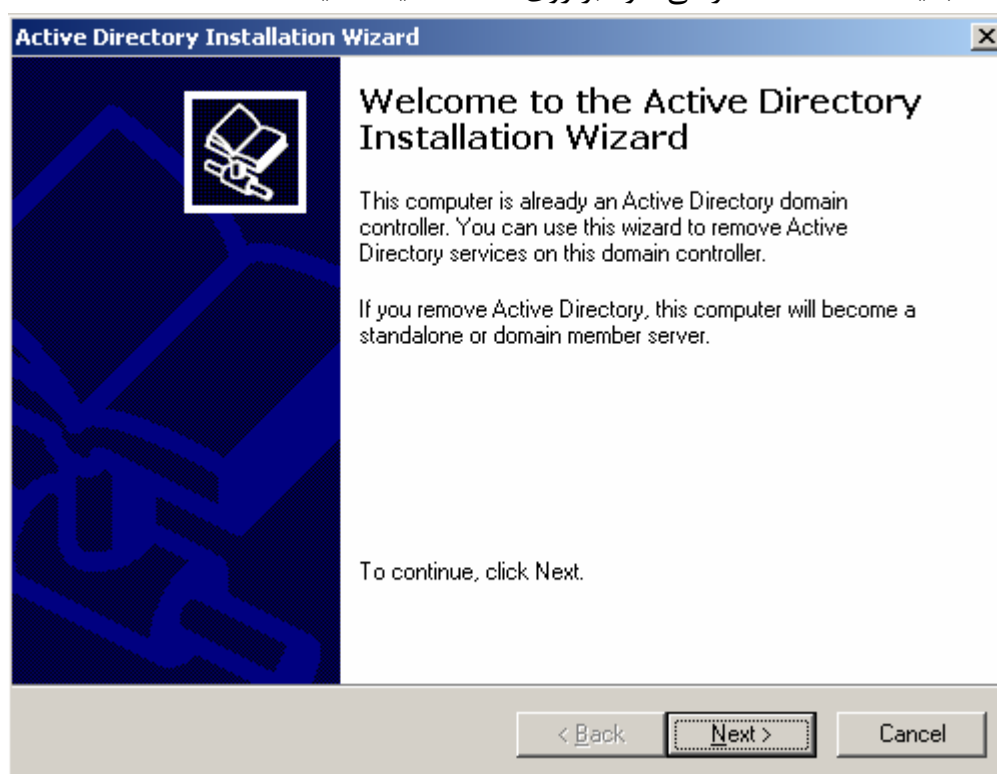 Active Directory Installation Wizard
Welcome to the Active Directory
Installation Wizard
This computer is already an Active Directory domain
controller. You can use this wizard to remove Active
Directory services on this domain controller.
If you remove Active Directory, this computer will become a
standalone or domain member server.
To continue, click Next.
< Back Next > Cancel